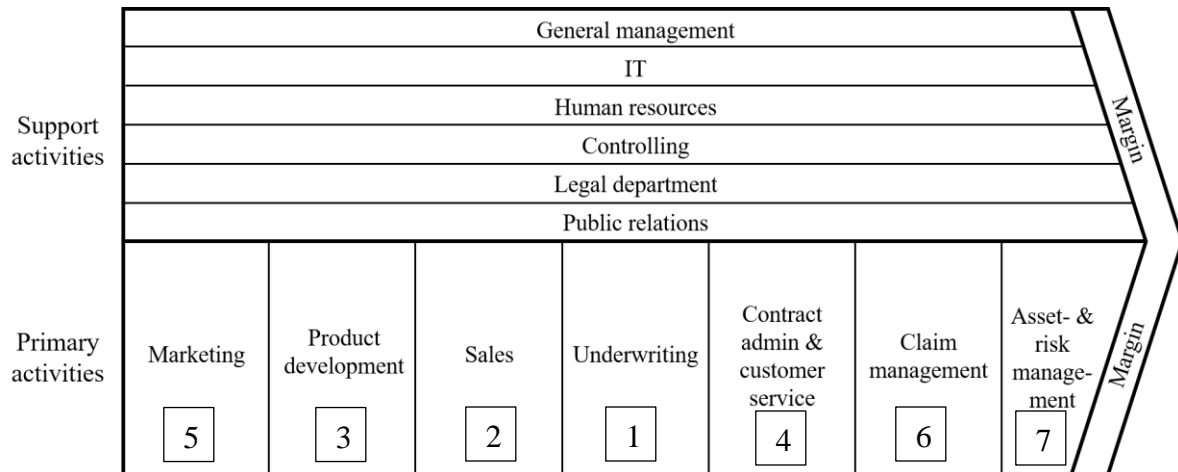 General management
IT
Human resources
Controlling
Legal department
Public relations
Support
activities
Margin
Primary
activities
Marketing
5
Product
development
3
Sales
2
Underwriting
1
Contract
admin &
customer
service
4
Claim
management
6
Asset- &
risk
manage-
ment
7
Margin